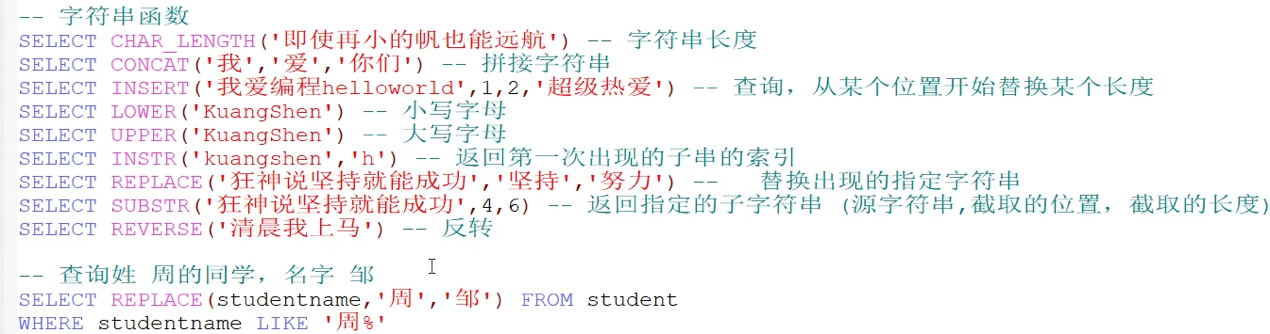 -- 字符串函数
SELECT CHAR_LENGTH('即使再小的帆也能远航') -- 字符串长度
SELECT CONCAT('我','爱','你们') -- 拼接字符串
SELECT INSERT('我爱编程helloworld',1,2,'超级热爱') -- 查询，从某个位置开始替换某个长度
SELECT LOWER('KuangShen') -- 小写字母
SELECT UPPER('KuangShen') -- 大写字母
SELECT INSTR('kuangshen','h') -- 返回第一次出现的子串的索引
SELECT REPLACE('狂神说坚持就能成功','坚持','努力') --   替换出现的指定字符串
SELECT SUBSTR('狂神说坚持就能成功',4,6) -- 返回指定的子字符串 (源字符串,截取的位置，截取的长度)
SELECT REVERSE('清晨我上马') -- 反转
-- 查询姓 周的同学，名字 邹
SELECT REPLACE(studentname,'周','邹') FROM student
WHERE studentname LIKE '周%'